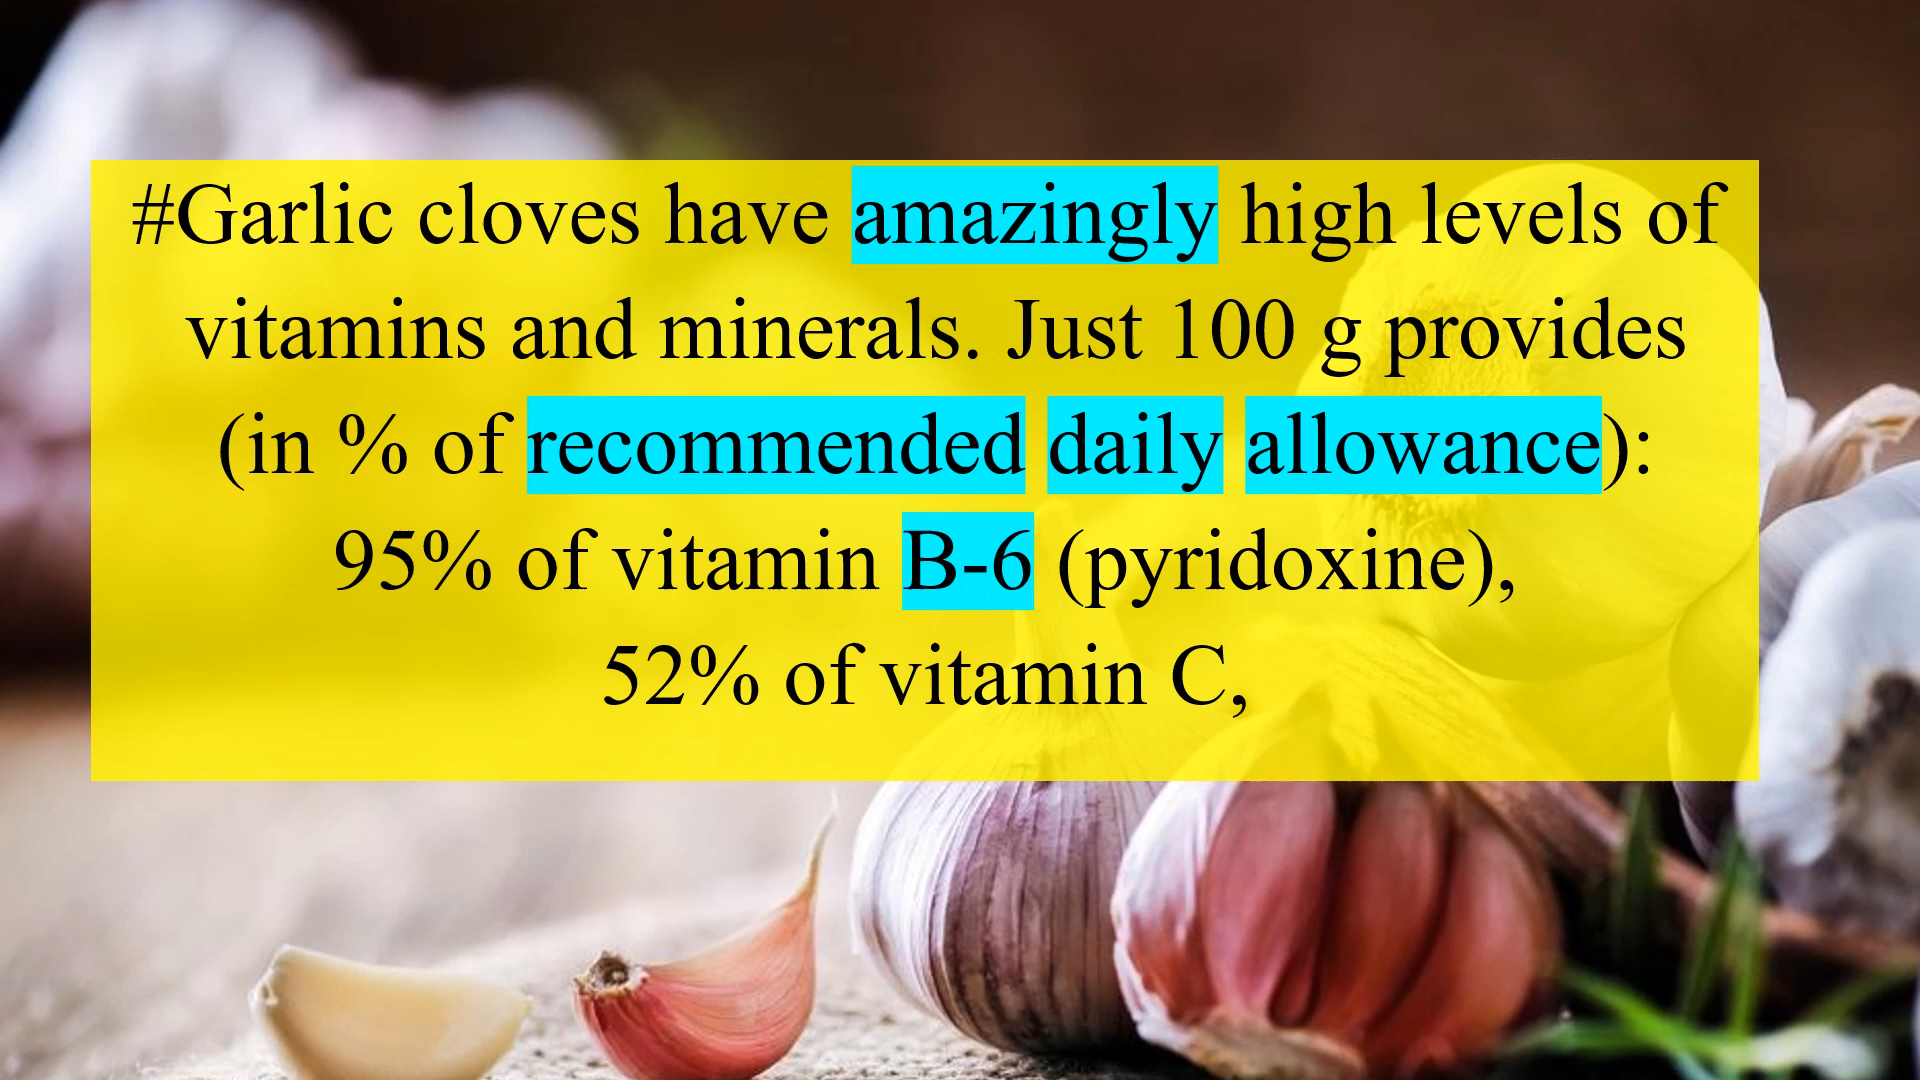 #Garlic cloves have amazingly high levels of
vitamins and minerals. Just 100 g provides
(in % of recommended daily allowance):
95% of vitamin B-6 (pyridoxine),
52% of vitamin C,